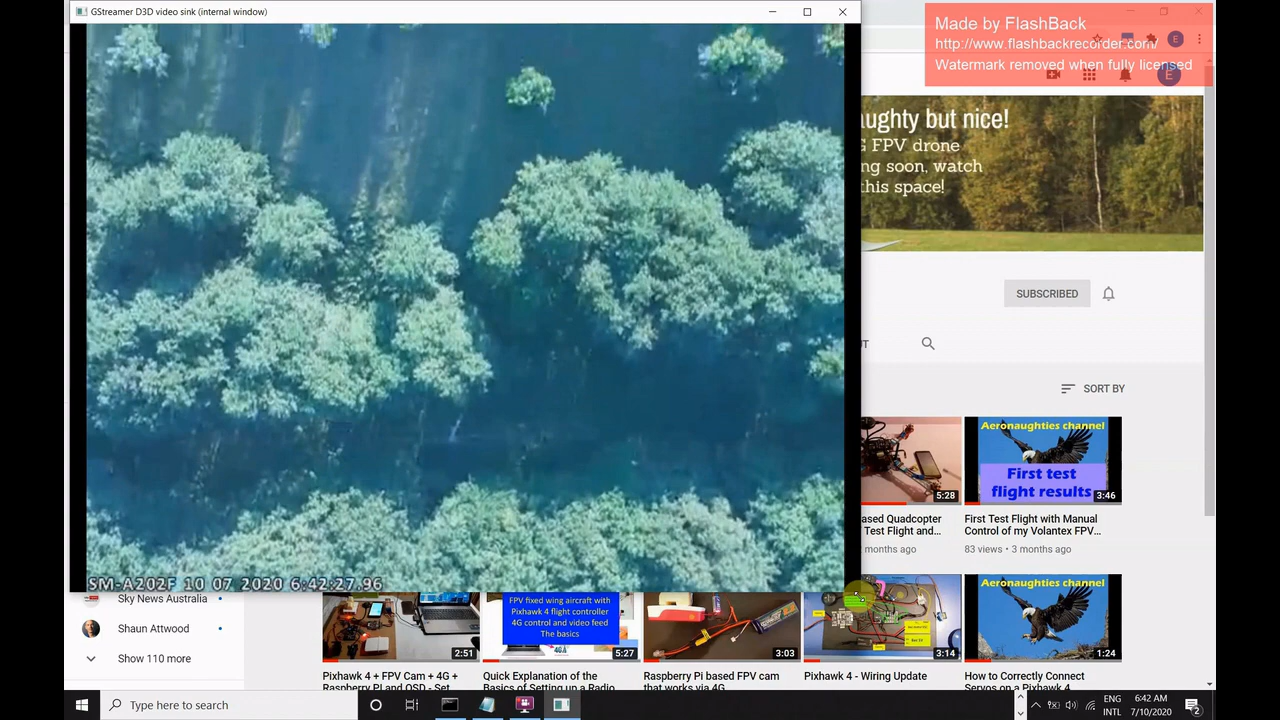 GStreamer D3D video sink (internal window)
Made by FlashBack
http://www.flashbackrecorder.com/
Watermark removed when fully licensed
E
E
aughty but nice!
G FPV drone
ng soon, watch
this space!
SUBSCRIBED
UT
SORT BY
Aeronaughties channel
First test
flight results
5:28
3:46
ased Quadcopter
Test Flight and...
months ago
First Test Flight with Manual
Control of my Volantex FPV...
83 views • 3 months ago
SM-A202F 10 07 2020 6:42:27.96
Sky News Australia
Shaun Attwood
Show 110 more
FPV fixed wing aircraft with
Pixhawk 4 flight controller
4G control and video feed
The basics
Aeronaughties channel
2:51
5:27
3:03
3:14
1:24
Pixhawk 4 + FPV Cam + 4G +
Raspberry PI and OSD - Set
Quick Explanation of the
Basics of Setting up a Radio
Raspberry Pi based FPV cam
that works via 4G
Pixhawk 4 - Wiring Update
How to Correctly Connect
Servos on a Pixhawk 4
Type here to search
ENG
INTL
6:42 AM
7/10/2020
2